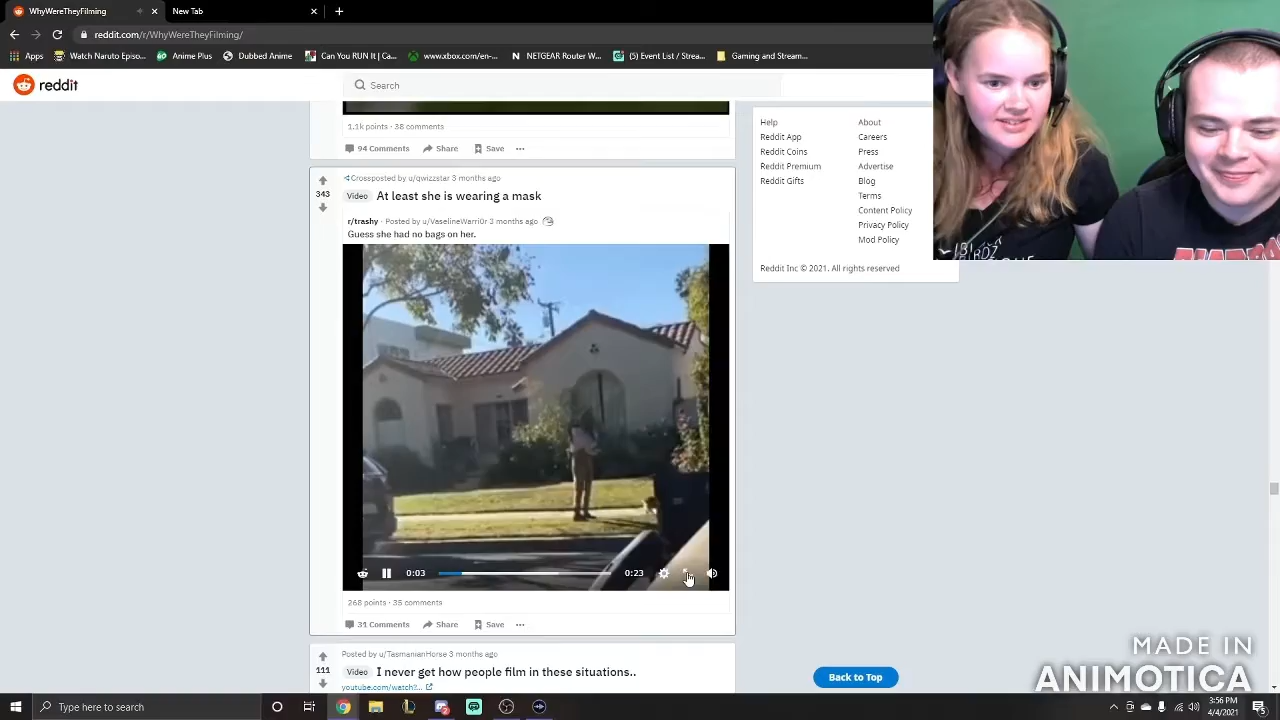 WhyWereTheyFilming
New Tab
reddit.com/r/WhyWereTheyFilming/
Apps
Watch Naruto Episo...
Anime Plus
Dubbed Anime
Can You RUN It | Ca...
www.xbox.com/en-...
NETGEAR Router W...
(5) Event List / Strea...
Gaming and Stream...
reddit
Search
1.1k points · 38 comments
94 Comments
Share
Save
Help
About
Reddit App
Careers
Reddit Coins
Press
Reddit Premium
Advertise
Reddit Gifts
Blog
Terms
Content Policy
Privacy Policy
Mod Policy
Reddit Inc © 2021. All rights reserved
Crossposted by u/qwizzstar 3 months ago
343
Video
At least she is wearing a mask
r/trashy · Posted by u/VaselineWarri0r 3 months ago
Guess she had no bags on her.
0:03
0:23
268 points · 35 comments
31 Comments
Share
Save
Posted by u/TasmanianHorse 3 months ago
111
Video
I never get how people film in these situations..
youtube.com/watch?...
Back to Top
MADE IN
ANIMOTICA
Type here to search
3:56 PM
4/4/2021